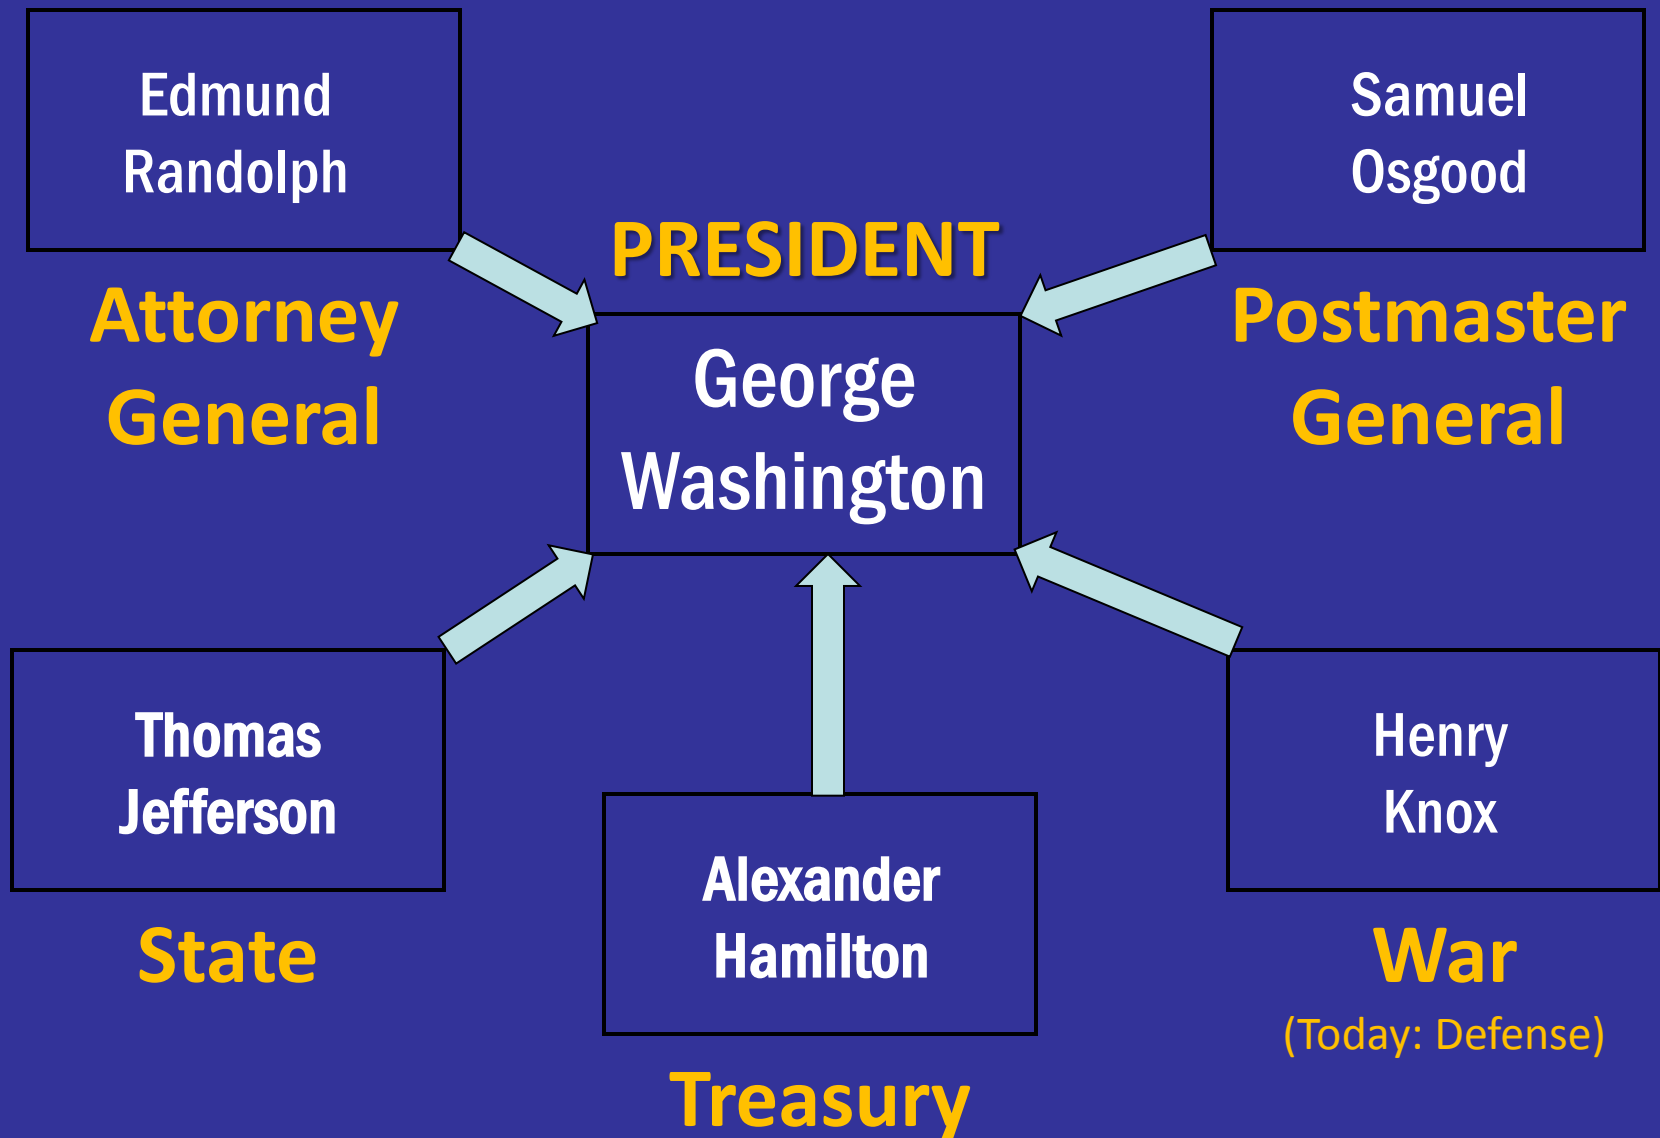 Edmund
Randolph
Attorney
General
Samuel
Osgood
Postmaster
General
PRESIDENT
George
Washington
Thomas
Jefferson
State
Alexander
Hamilton
Treasury
Henry
Knox
War
(Today: Defense)